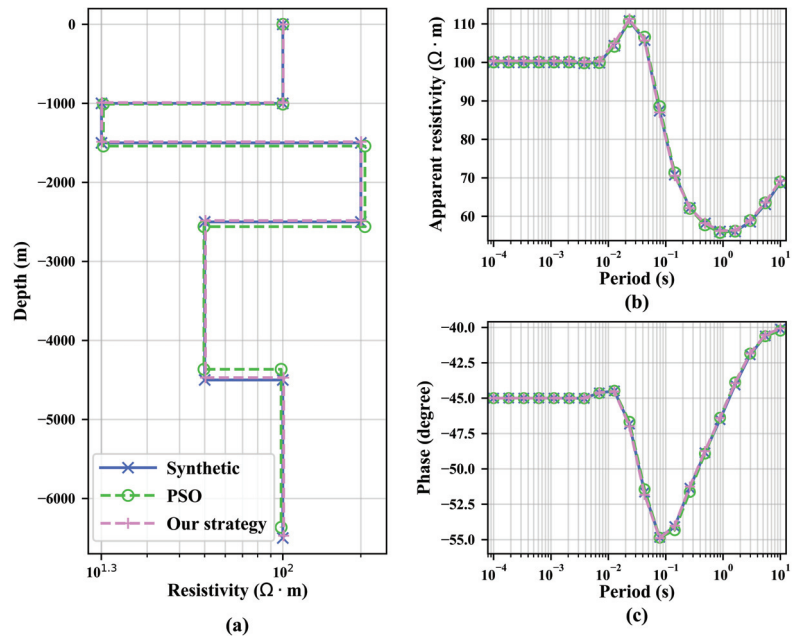 0
−1000
−2000
−3000
−4000
−5000
−6000
Depth (m)
Synthetic
PSO
Our strategy
10^1.3
10^2
Resistivity (Ω · m)
(a)
110
100
90
80
70
60
Apparent resistivity (Ω · m)
10^−4
10^−3
10^−2
10^−1
10^0
10^1
Period (s)
(b)
−40.0
−42.5
−45.0
−47.5
−50.0
−52.5
−55.0
Phase (degree)
10^−4
10^−3
10^−2
10^−1
10^0
10^1
Period (s)
(c)